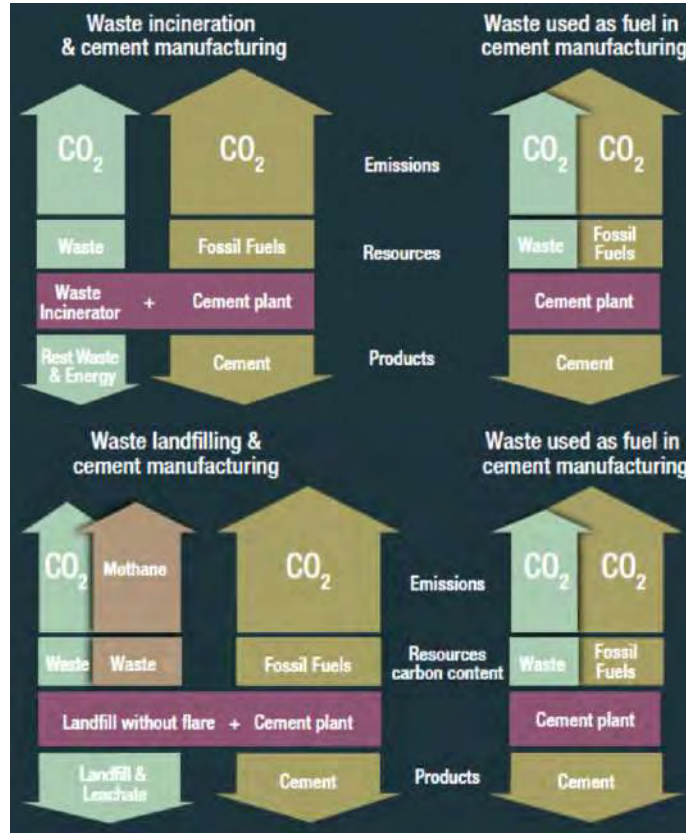 Waste incineration
& cement manufacturing
Waste used as fuel in
cement manufacturing
CO2
CO2
Emissions
CO2
CO2
Waste
Fossil Fuels
Resources
Waste
Fossil
Fuels
Waste
Incinerator
+
Cement plant
Cement plant
Rest Waste
& Energy
Cement
Products
Cement
Waste landfilling &
cement manufacturing
Waste used as fuel in
cement manufacturing
CO2
Methane
CO2
Emissions
CO2
CO2
Waste
Waste
Fossil Fuels
Resources
carbon content
Waste
Fossil
Fuels
Landfill without flare + Cement plant
Cement plant
Landfill &
Leachate
Cement
Products
Cement